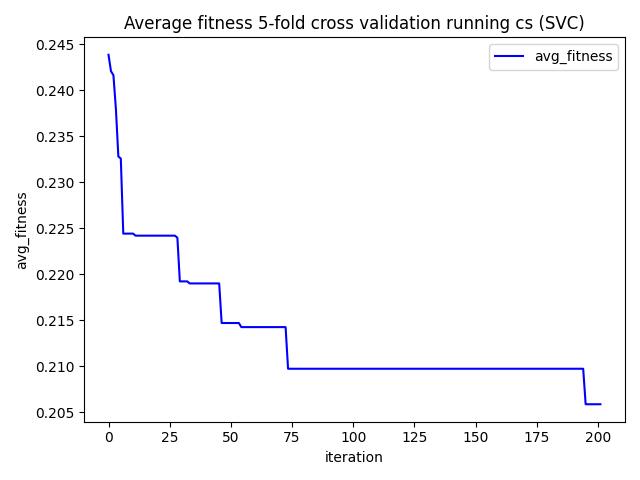 Average fitness 5-fold cross validation running cs (SVC)
avg_fitness
0.245
0.240
0.235
0.230
0.225
0.220
0.215
0.210
0.205
avg_fitness
0 25 50 75 100 125 150 175 200
iteration